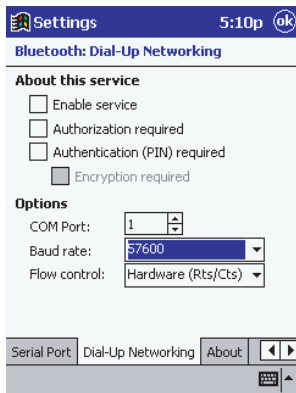 Settings 5:10p ok
Bluetooth: Dial-Up Networking
About this service
Enable service
Authorization required
Authentication (PIN) required
Encryption required
Options
COM Port: 1
Baud rate: 57600
Flow control: Hardware (Rts/Cts)
Serial Port Dial-Up Networking About